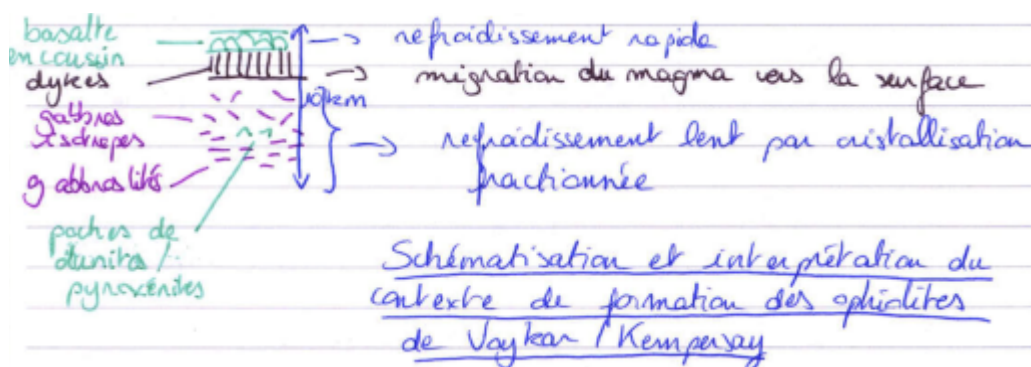 basalte
en coussin
dykes
gabbros
isotropes
gabbros lités
poches de
dunites /
pyroxénites
10 km
→ refroidissement rapide
→ migration du magma vers la surface
→ refroidissement lent par cristallisation
fractionnée
Schématisation et interprétation du
contexte de formation des ophiolites
de Voykar / Kempersay